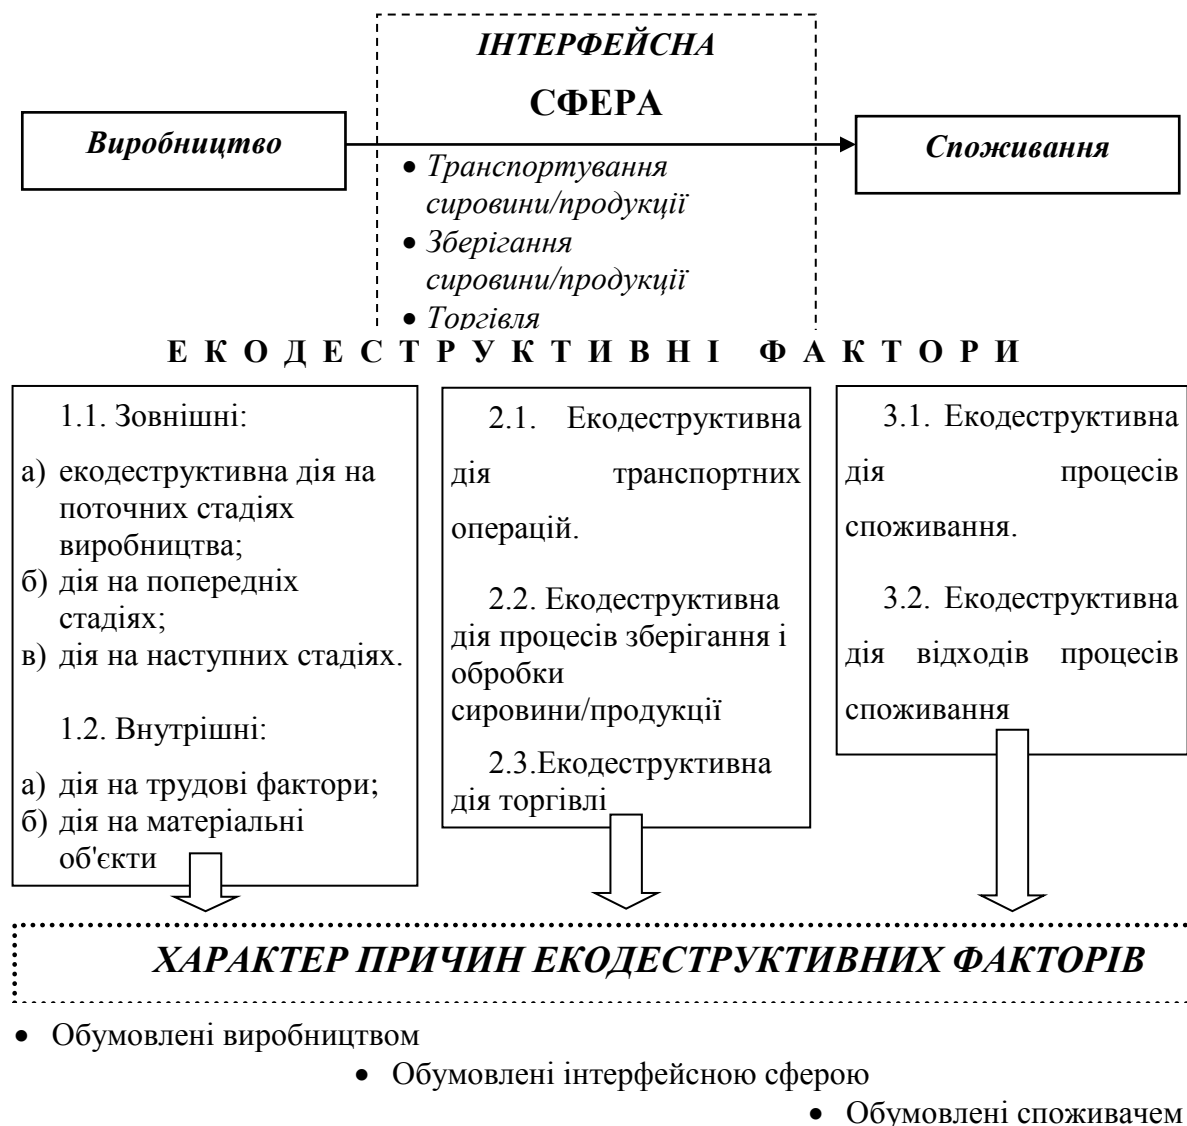 ІНТЕРФЕЙСНА
СФЕРА
Виробництво
Споживання
• Транспортування
сировини/продукції
• Зберігання
сировини/продукції
• Торгівля
ЕКОДЕСТРУКТИВНІ ФАКТОРИ
1.1. Зовнішні:
а) екодеструктивна дія на
поточних стадіях
виробництва;
б) дія на попередніх
стадіях;
в) дія на наступних стадіях.
1.2. Внутрішні:
а) дія на трудові фактори;
б) дія на матеріальні
об'єкти
2.1. Екодеструктивна
дія транспортних
операцій.
2.2. Екодеструктивна
дія процесів зберігання і
обробки
сировини/продукції
2.3.Екодеструктивна
дія торгівлі
3.1. Екодеструктивна
дія процесів
споживання.
3.2. Екодеструктивна
дія відходів процесів
споживання
ХАРАКТЕР ПРИЧИН ЕКОДЕСТРУКТИВНИХ ФАКТОРІВ
• Обумовлені виробництвом
• Обумовлені інтерфейсною сферою
• Обумовлені споживачем